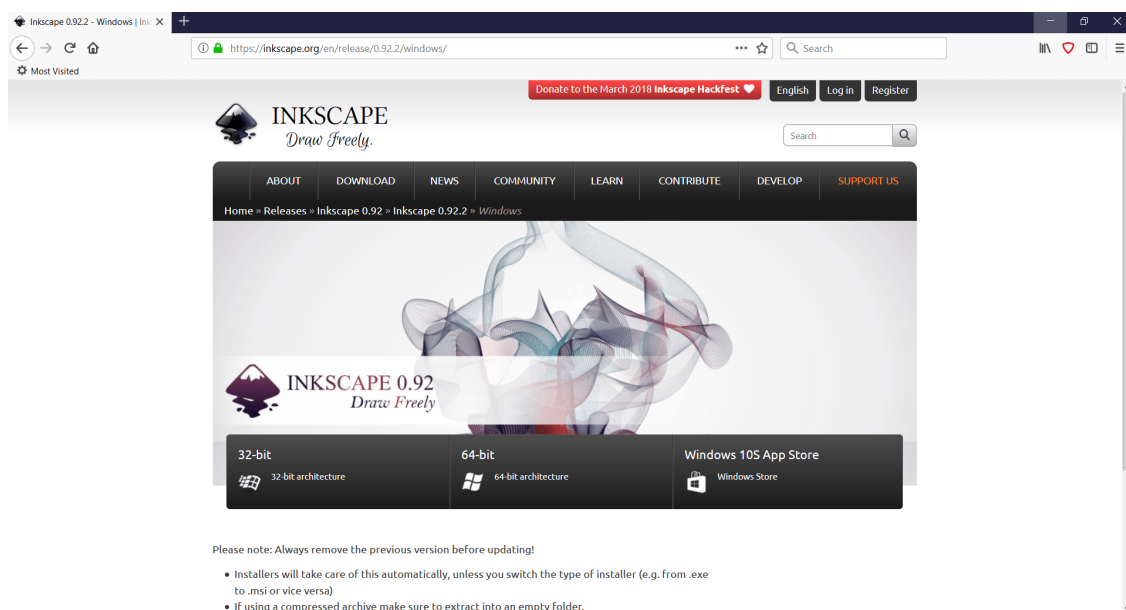 Inkscape 0.92.2 - Windows | Ink
https://inkscape.org/en/release/0.92.2/windows/
Search
Most Visited
Donate to the March 2018 Inkscape Hackfest
English
Log in
Register
INKSCAPE
Draw Freely.
Search
ABOUT DOWNLOAD NEWS COMMUNITY LEARN CONTRIBUTE DEVELOP SUPPORT US
Home » Releases » Inkscape 0.92 » Inkscape 0.92.2 » Windows
INKSCAPE 0.92
Draw Freely
32-bit
32-bit architecture
64-bit
64-bit architecture
Windows 10S App Store
Windows Store
Please note: Always remove the previous version before updating!
• Installers will take care of this automatically, unless you switch the type of installer (e.g. from .exe
to .msi or vice versa)
• If using a compressed archive make sure to extract into an empty folder.